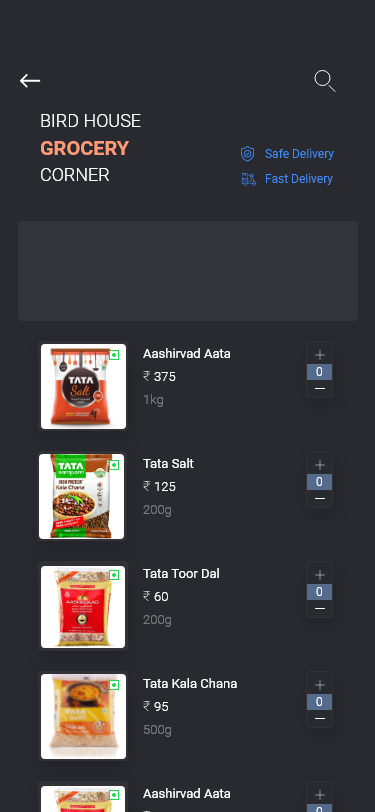 BIRD HOUSE
GROCERY
CORNER
Safe Delivery
Fast Delivery
TATA
Salt
Aashirvad Aata
₹ 375
1kg
+
0
–
TATA
sampann
HIGH PROTEIN
Kala Chana
Tata Salt
₹ 125
200g
+
0
–
AASHIRVAAD
Tata Toor Dal
₹ 60
200g
+
0
–
TATA
Tata Kala Chana
₹ 95
500g
+
0
–
Aashirvad Aata
+
0